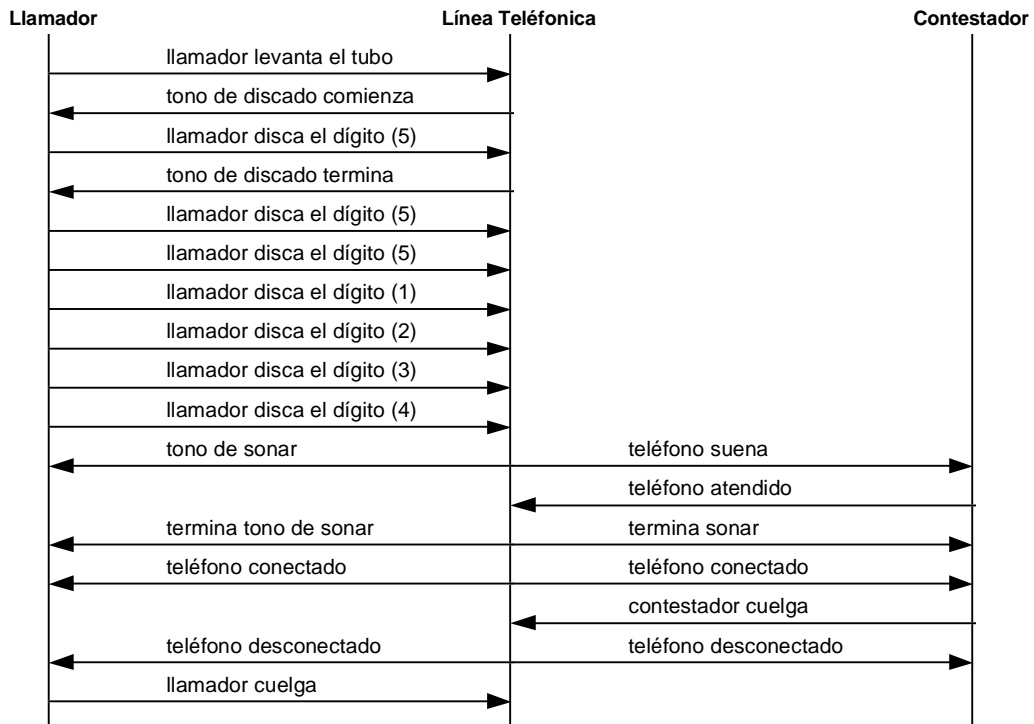 Llamador Línea Teléfonica Contestador
llamador levanta el tubo
tono de discado comienza
llamador disca el dígito (5)
tono de discado termina
llamador disca el dígito (5)
llamador disca el dígito (5)
llamador disca el dígito (1)
llamador disca el dígito (2)
llamador disca el dígito (3)
llamador disca el dígito (4)
tono de sonar teléfono suena
teléfono atendido
termina tono de sonar termina sonar
teléfono conectado teléfono conectado
contestador cuelga
teléfono desconectado teléfono desconectado
llamador cuelga